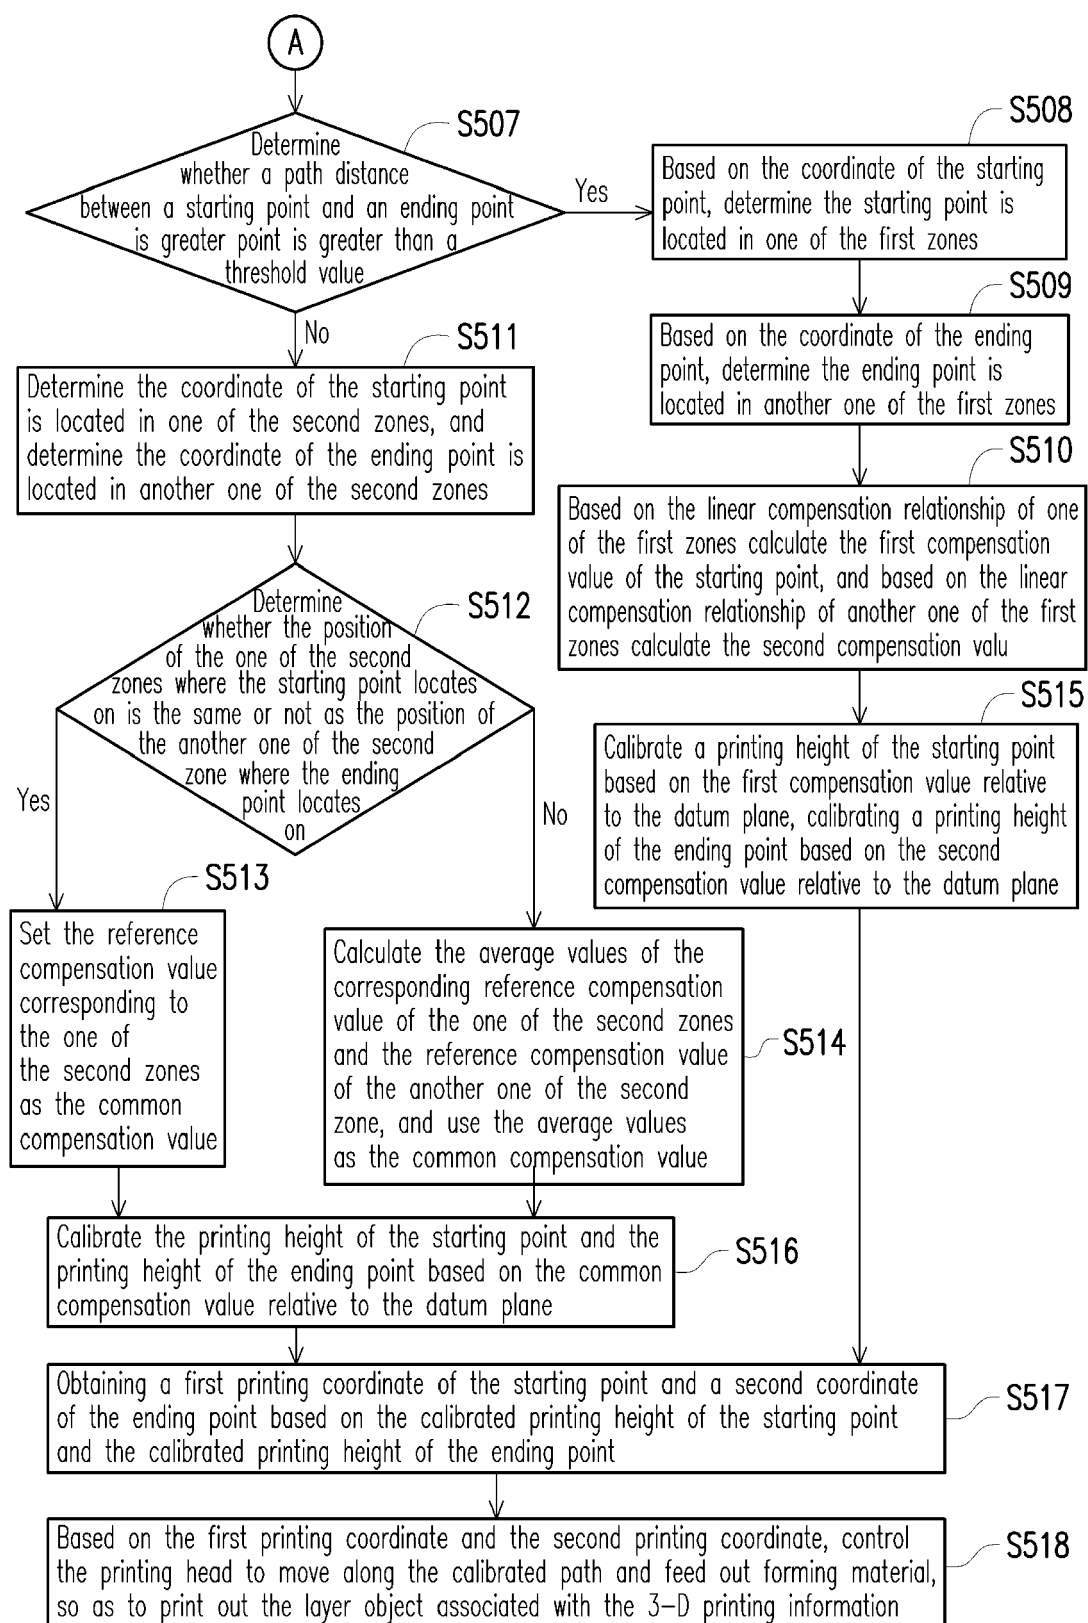 A
S507
Determine
whether a path distance
between a starting point and an ending point
is greater point is greater than a
threshold value
Yes
S508
Based on the coordinate of the starting
point, determine the starting point is
located in one of the first zones
S509
Based on the coordinate of the ending
point, determine the ending point is
located in another one of the first zones
No
S511
Determine the coordinate of the starting point
is located in one of the second zones, and
determine the coordinate of the ending point is
located in another one of the second zones
S510
Based on the linear compensation relationship of one
of the first zones calculate the first compensation
value of the starting point, and based on the linear
compensation relationship of another one of the first
zones calculate the second compensation valu
S512
Determine
whether the position
of the one of the second
zones where the starting point locates
on is the same or not as the position of
the another one of the second
zone where the ending
point locates
on
Yes
No
S515
Calibrate a printing height of the starting point
based on the first compensation value relative
to the datum plane, calibrating a printing height
of the ending point based on the second
compensation value relative to the datum plane
S513
Set the reference
compensation value
corresponding to
the one of
the second zones
as the common
compensation value
Calculate the average values of the
corresponding reference compensation
value of the one of the second zones
and the reference compensation value
of the another one of the second
zone, and use the average values
as the common compensation value
S514
Calibrate the printing height of the starting point and the
printing height of the ending point based on the common
compensation value relative to the datum plane
S516
Obtaining a first printing coordinate of the starting point and a second coordinate
of the ending point based on the calibrated printing height of the starting point
and the calibrated printing height of the ending point
S517
Based on the first printing coordinate and the second printing coordinate, control
the printing head to move along the calibrated path and feed out forming material,
so as to print out the layer object associated with the 3-D printing information
S518